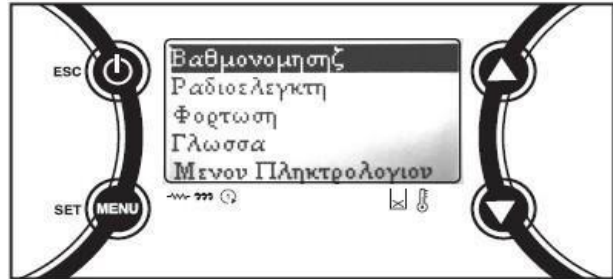 ESC
Βαθμονομησηζ
Ραδιοελεγκτη
Φορτωση
Γλωσσα
Μενου Πληκτρολογιου
SET
MENU